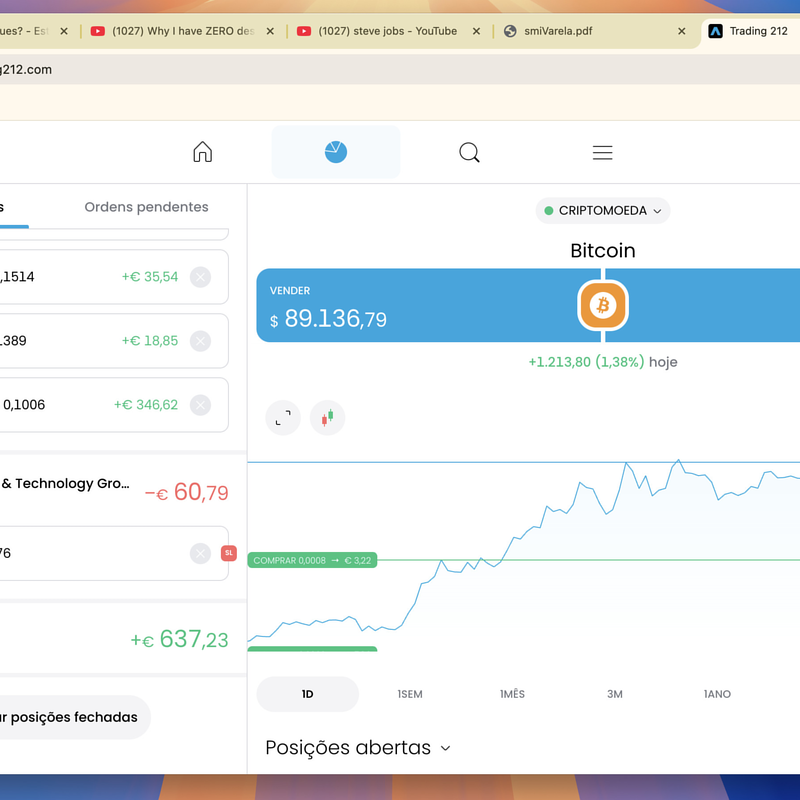 ues? - Es
(1027) Why I have ZERO des
(1027) steve jobs - YouTube
smiVarela.pdf
Trading 212
g212.com
s
Ordens pendentes
,1514
+€ 35,54
.389
+€ 18,85
0,1006
+€ 346,62
& Technology Gro...
−€ 60,79
76
SL
+€ 637,23
r posições fechadas
CRIPTOMOEDA
Bitcoin
VENDER
$ 89.136,79
+1.213,80 (1,38%) hoje
COMPRAR 0,0008 → € 3,22
1D
1SEM
1MÊS
3M
1ANO
Posições abertas